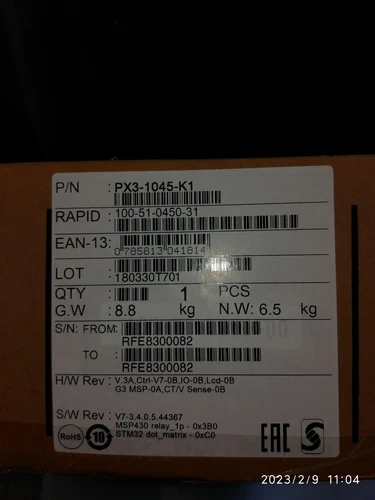 P/N : PX3-1045-K1
RAPID : 100-51-0450-31
EAN-13:
0 785813 041814
LOT : 180330T701
QTY : 1 PCS
G.W : 8.8 kg N.W: 6.5 kg
S/N: FROM:
RFE8300082
TO :
RFE8300082
H/W Rev : V.3A,Ctrl-V7-0B,IO-0B,Lcd-0B
G3 MSP-0A,CT/V Sense-0B
S/W Rev : V7-3.4.0.5.44367
MSP430 relay_1p - 0x3B0
STM32 dot_matrix - 0xC0
RoHS 10 EAC S
2023/2/9 11:04